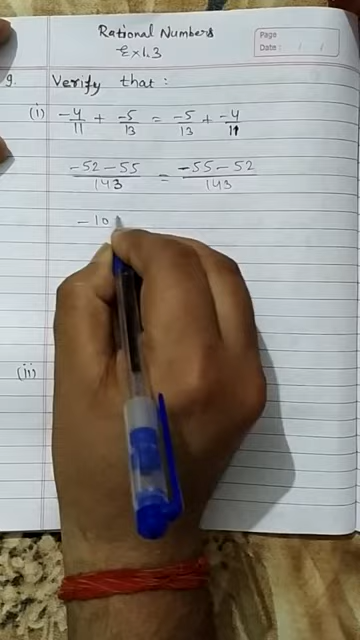 Rational Numbers
Ex 1.3
Page
Date : / /
9. Verify that :
(i) -4/11 + -5/13 = -5/13 + -4/11
-52-55/143 = -55-52/143
-10
(ii)